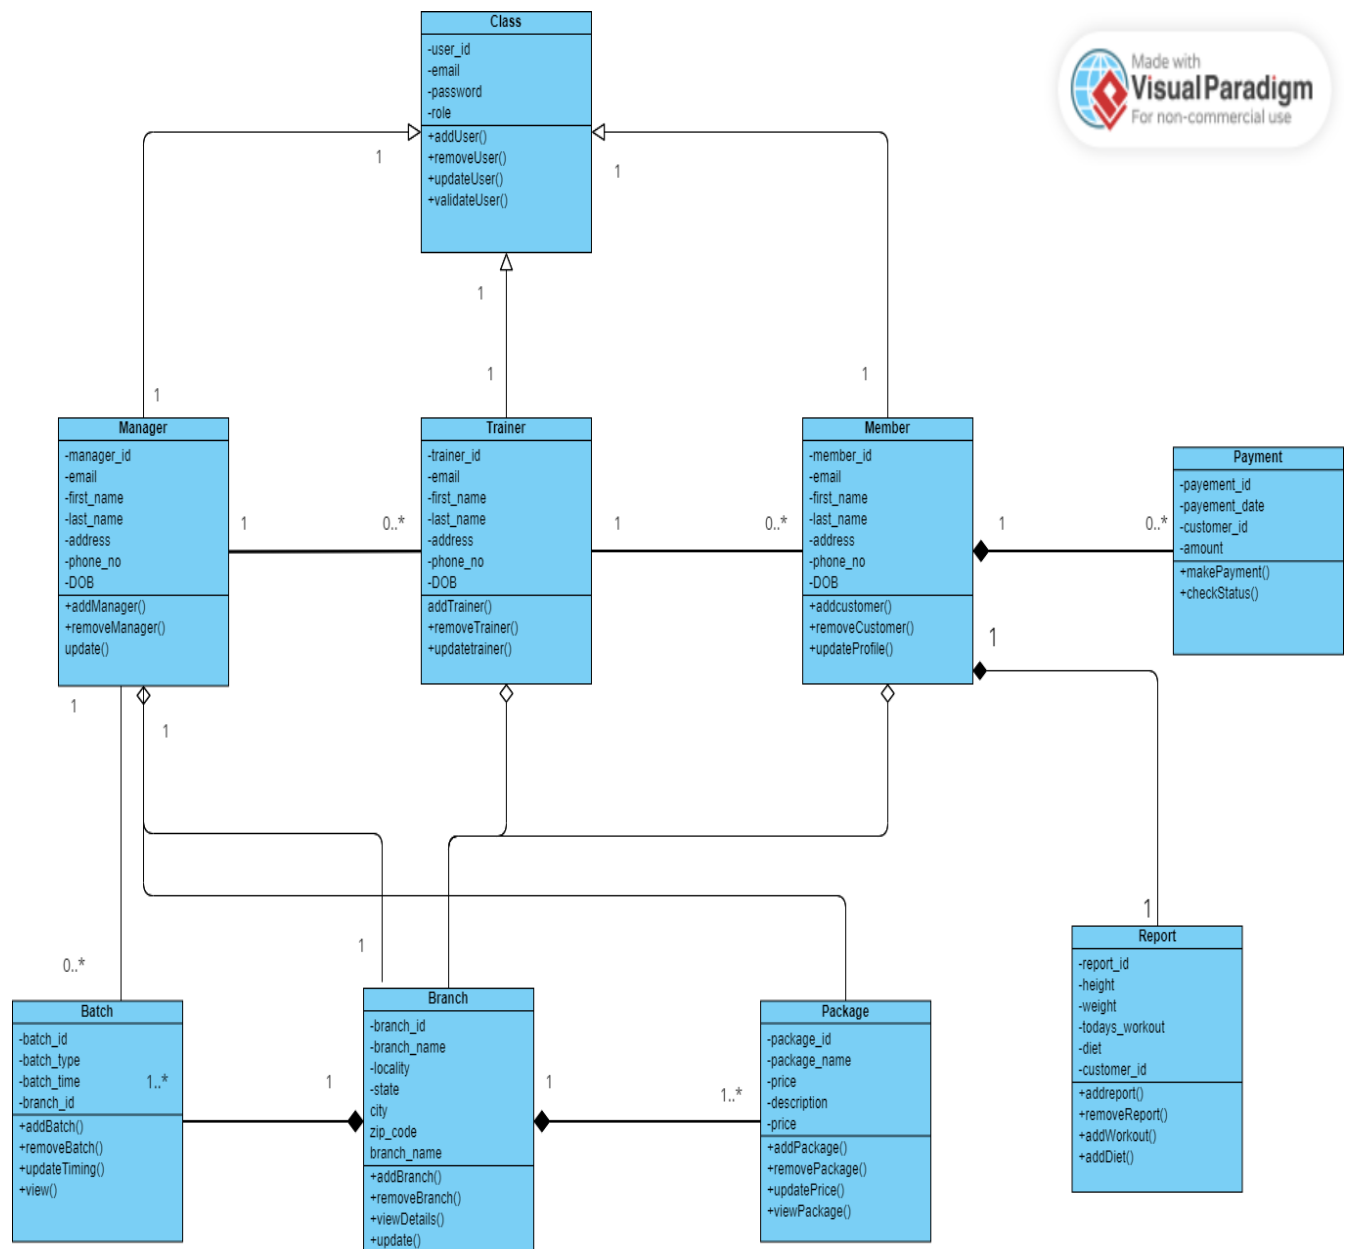 Class
-user_id
-email
-password
-role
+addUser()
+removeUser()
+updateUser()
+validateUser()
Made with
Visual Paradigm
For non-commercial use
1
1
1
1
1
1
Manager
-manager_id
-email
-first_name
-last_name
-address
-phone_no
-DOB
+addManager()
+removeManager()
update()
1
0..*
Trainer
-trainer_id
-email
-first_name
-last_name
-address
-phone_no
-DOB
addTrainer()
+removeTrainer()
+updatetrainer()
1
0..*
Member
-member_id
-email
-first_name
-last_name
-address
-phone_no
-DOB
+addcustomer()
+removeCustomer()
+updateProfile()
1
0..*
Payment
-payement_id
-payement_date
-customer_id
-amount
+makePayment()
+checkStatus()
1
1
1
1
0..*
1
Batch
-batch_id
-batch_type
-batch_time
-branch_id
+addBatch()
+removeBatch()
+updateTiming()
+view()
1..*
1
Branch
-branch_id
-branch_name
-locality
-state
city
zip_code
branch_name
+addBranch()
+removeBranch()
+viewDetails()
+update()
1
1..*
Package
-package_id
-package_name
-price
-description
-price
+addPackage()
+removePackage()
+updatePrice()
+viewPackage()
Report
-report_id
-height
-weight
-todays_workout
-diet
-customer_id
+addreport()
+removeReport()
+addWorkout()
+addDiet()